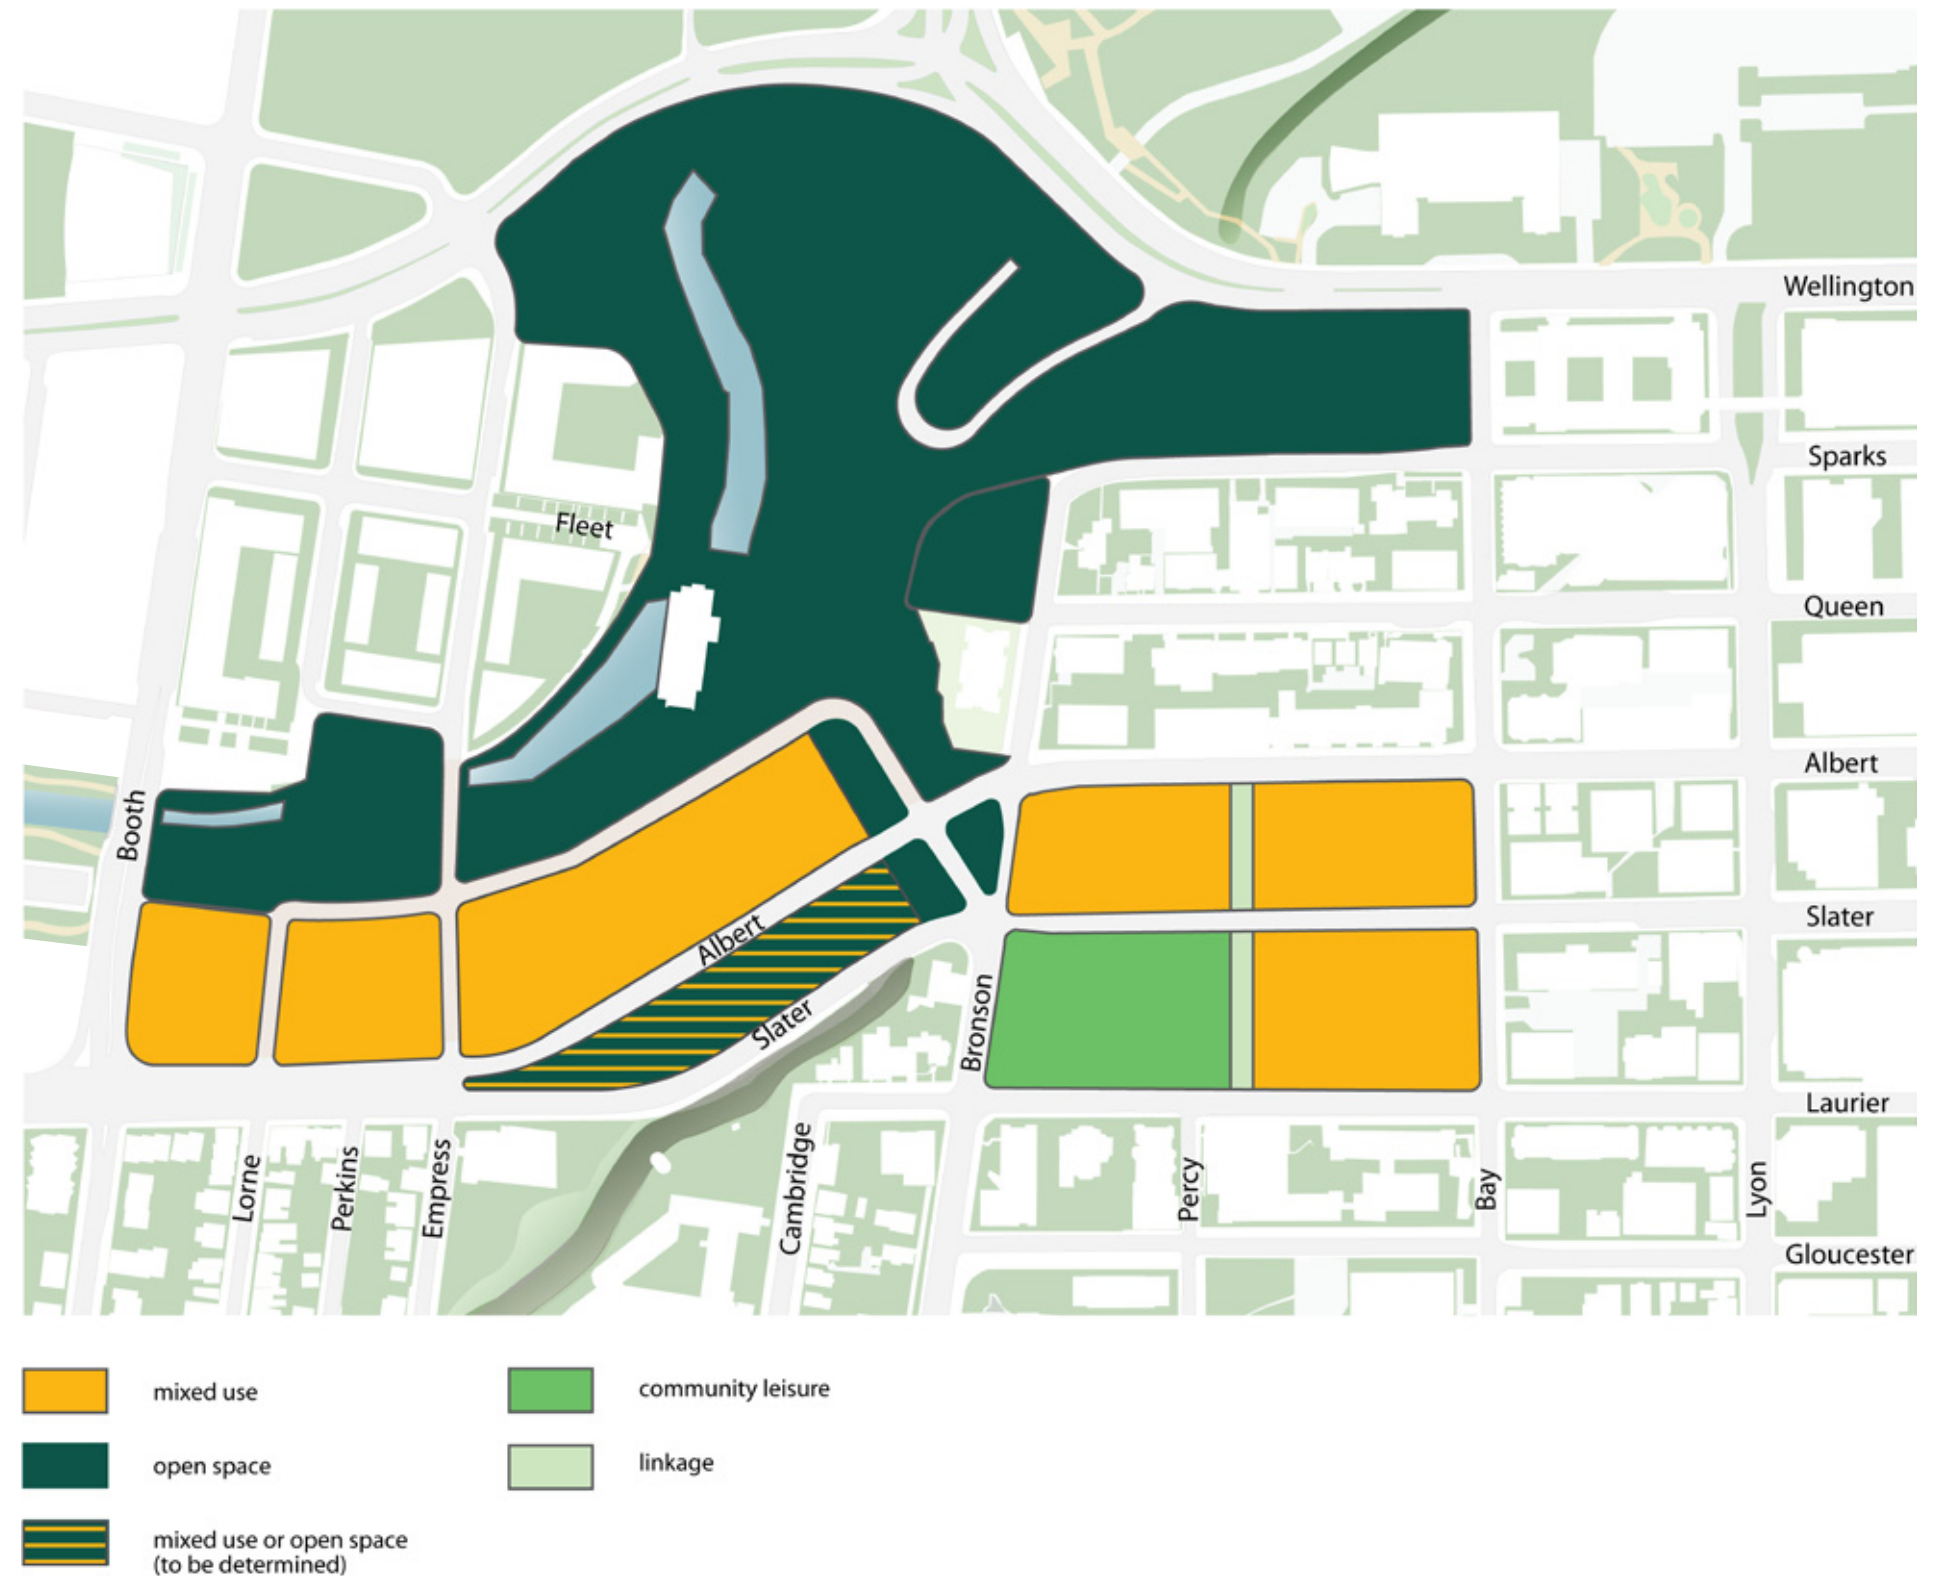 Wellington
Sparks
Fleet
Queen
Albert
Booth
Slater
Albert
Slater
Bronson
Laurier
Lorne
Perkins
Empress
Cambridge
Percy
Bay
Lyon
Gloucester
mixed use
community leisure
open space
linkage
mixed use or open space
(to be determined)